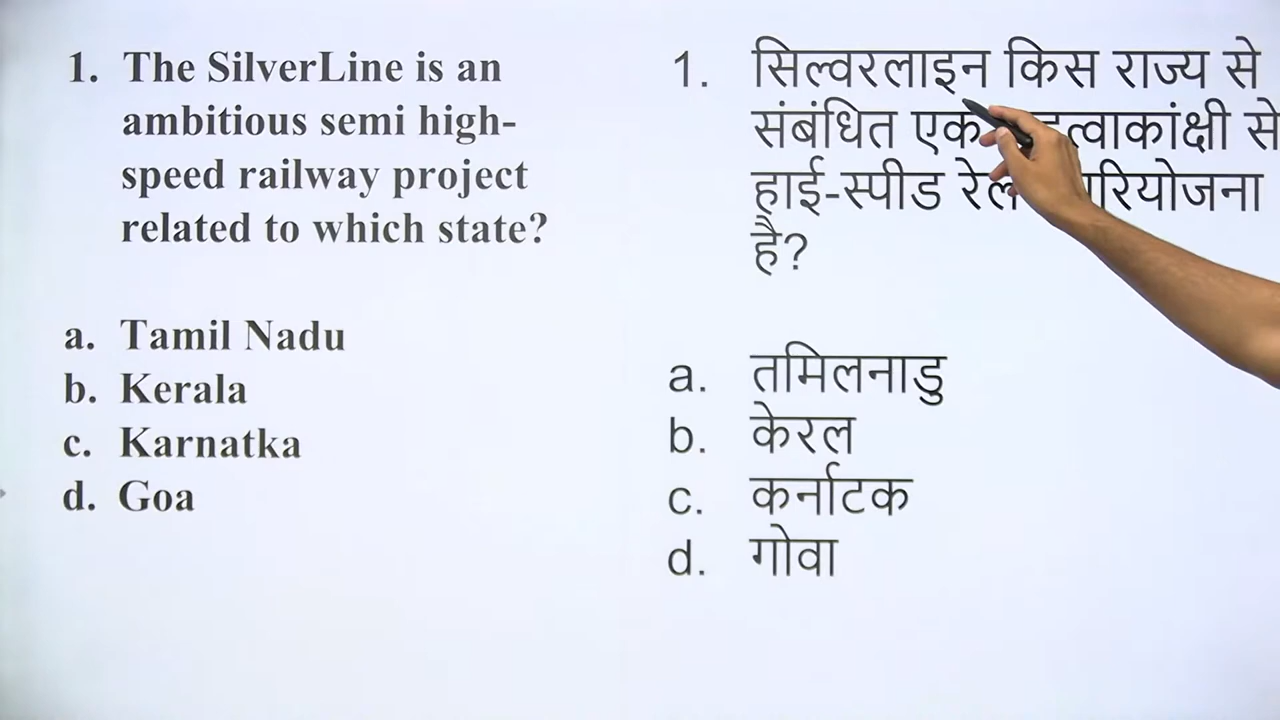 1. The SilverLine is an
ambitious semi high-
speed railway project
related to which state?
a. Tamil Nadu
b. Kerala
c. Karnatka
d. Goa
1. सिल्वरलाइन किस राज्य से
संबंधित एक से
हाई-स्पीड
है?
a. तमिलनाडु
b. केरल
c. कर्नाटक
d. गोवा